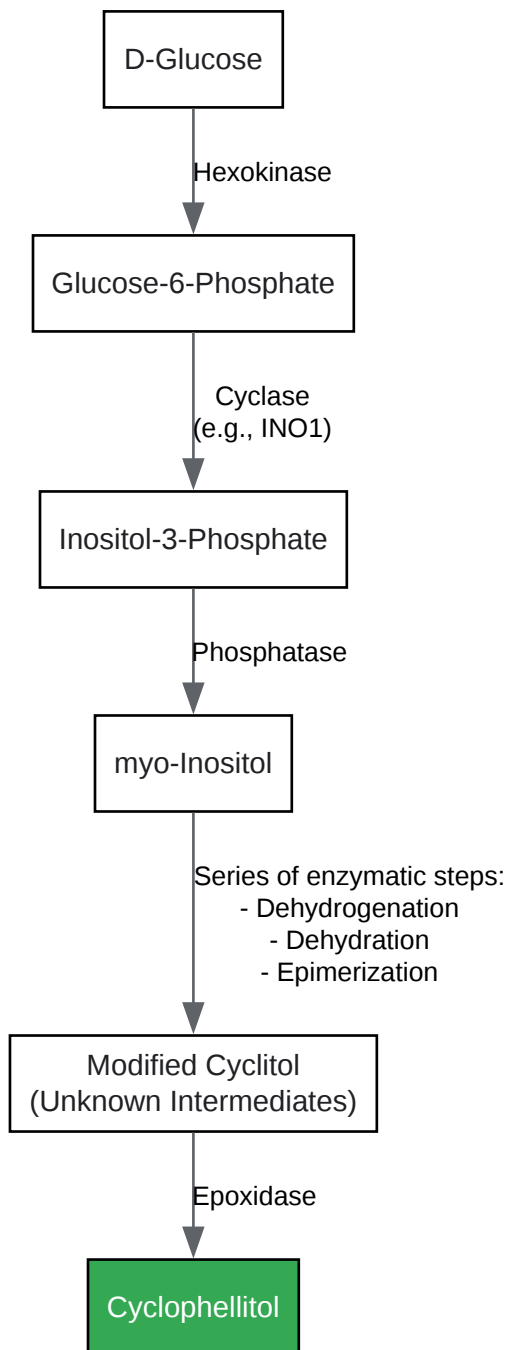 D-Glucose
Hexokinase
Glucose-6-Phosphate
Cyclase
(e.g., INO1)
Inositol-3-Phosphate
Phosphatase
myo-Inositol
Series of enzymatic steps:
- Dehydrogenation
- Dehydration
- Epimerization
Modified Cyclitol
(Unknown Intermediates)
Epoxidase
Cyclophellitol